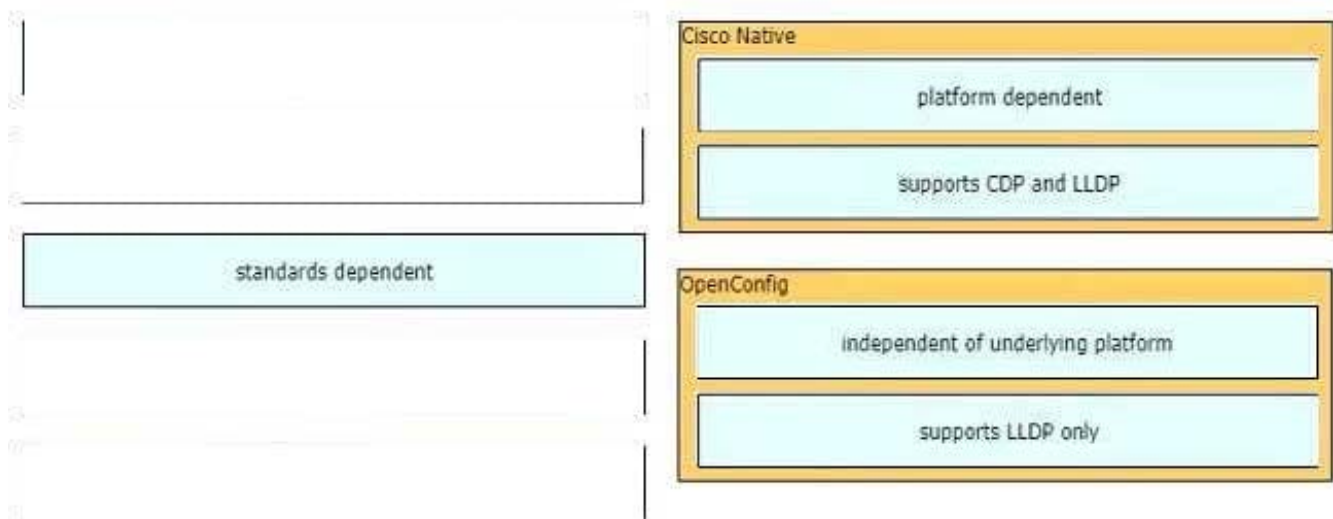 standards dependent
Cisco Native
platform dependent
supports CDP and LLDP
OpenConfig
independent of underlying platform
supports LLDP only